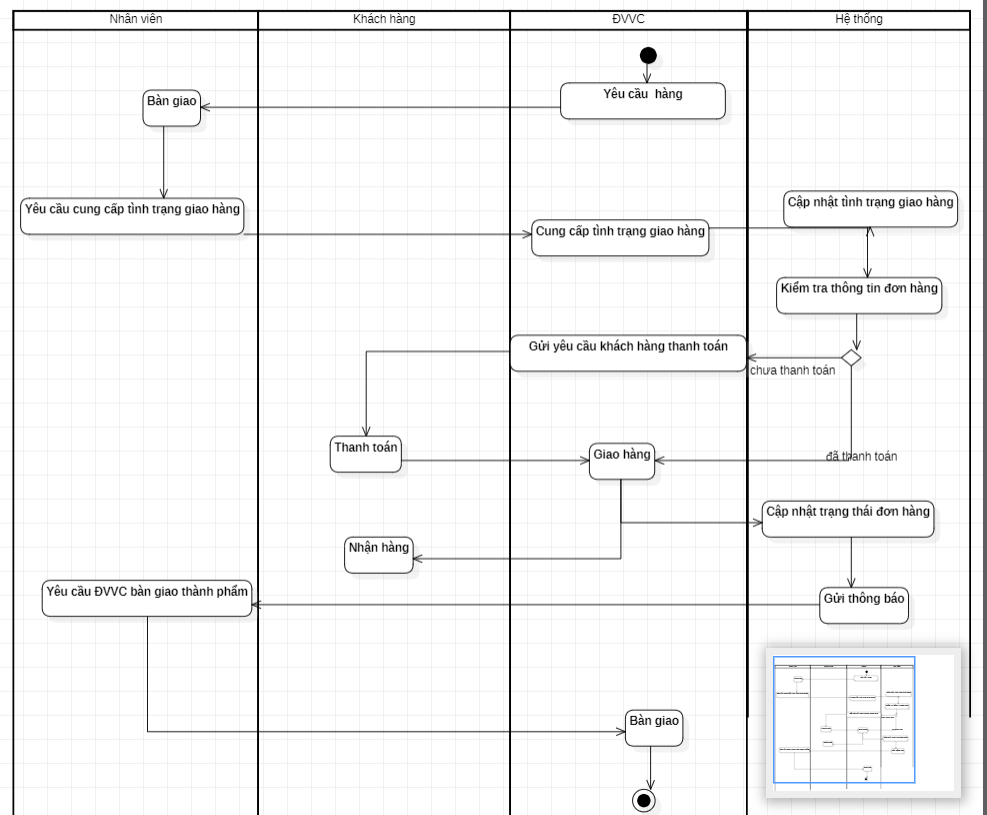 Nhân viên
Khách hàng
ĐVVC
Hệ thống
Yêu cầu  hàng
Bàn giao
Yêu cầu cung cấp tình trạng giao hàng
Cung cấp tình trạng giao hàng
Cập nhật tình trạng giao hàng
Kiểm tra thông tin đơn hàng
Gửi yêu cầu khách hàng thanh toán
chưa thanh toán
Thanh toán
Giao hàng
đã thanh toán
Cập nhật trạng thái đơn hàng
Nhận hàng
Yêu cầu ĐVVC bàn giao thành phẩm
Gửi thông báo
Bàn giao